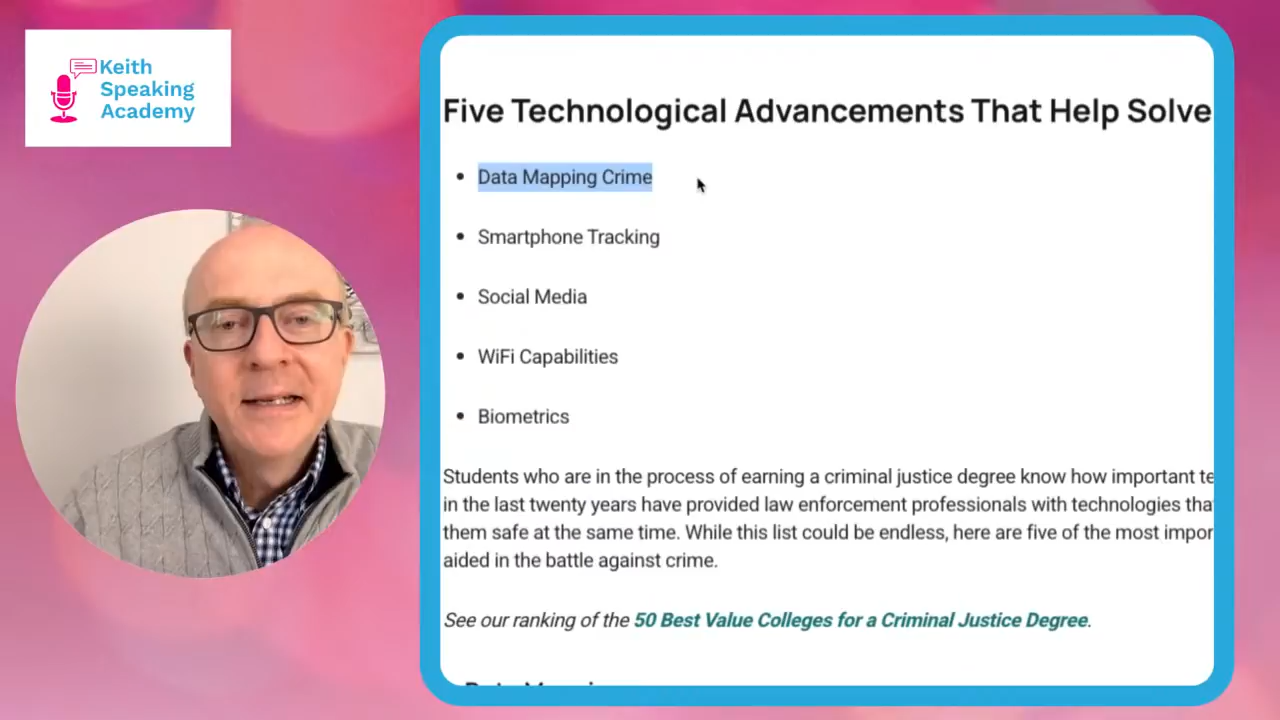 Keith
Speaking
Academy
Five Technological Advancements That Help Solve
• Data Mapping Crime
• Smartphone Tracking
• Social Media
• WiFi Capabilities
• Biometrics
Students who are in the process of earning a criminal justice degree know how important te
in the last twenty years have provided law enforcement professionals with technologies tha
them safe at the same time. While this list could be endless, here are five of the most impor
aided in the battle against crime.
See our ranking of the 50 Best Value Colleges for a Criminal Justice Degree.